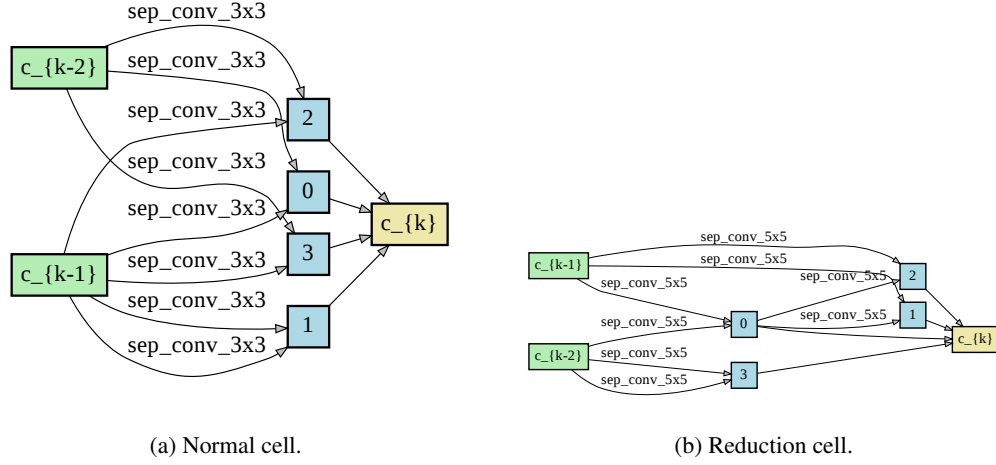 sep_conv_3x3
c_{k-2}
sep_conv_3x3
sep_conv_3x3
2
sep_conv_3x3
0
sep_conv_3x3
c_{k}
3
c_{k-1}
sep_conv_3x3
sep_conv_3x3
1
sep_conv_3x3
(a) Normal cell.
sep_conv_5x5
c_{k-1}
sep_conv_5x5
sep_conv_5x5
2
sep_conv_5x5
sep_conv_5x5
1
0
sep_conv_5x5
c_{k}
c_{k-2}
sep_conv_5x5
3
sep_conv_5x5
(b) Reduction cell.